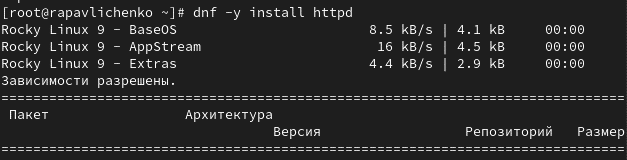 [root@rapavlichenko ~]# dnf -y install httpd
Rocky Linux 9 - BaseOS                        8.5 kB/s | 4.1 kB     00:00
Rocky Linux 9 - AppStream                      16 kB/s | 4.5 kB     00:00
Rocky Linux 9 - Extras                        4.4 kB/s | 2.9 kB     00:00
Зависимости разрешены.
================================================================================
 Пакет                 Архитектура
                                  Версия                  Репозиторий   Размер
================================================================================